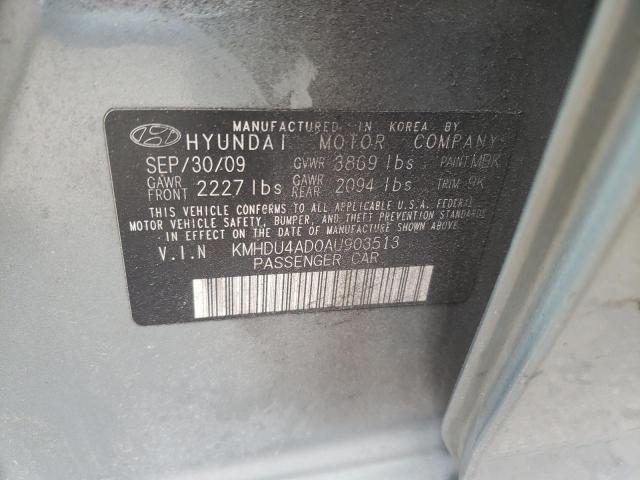 MANUFACTURED IN KOREA BY
HYUNDAI MOTOR COMPANY
SEP/30/09 GVWR 3869 lbs PAINT MBK
GAWR FRONT 2227 lbs GAWR REAR 2094 lbs TRIM 9K
THIS VEHICLE CONFORMS TO ALL APPLICABLE U.S.A. FEDERAL
MOTOR VEHICLE SAFETY, BUMPER, AND THEFT PREVENTION STANDARDS
IN EFFECT ON THE DATE OF MANUFACTURE SHOWN ABOVE.
V.I.N KMHDU4AD0AU903513
PASSENGER CAR